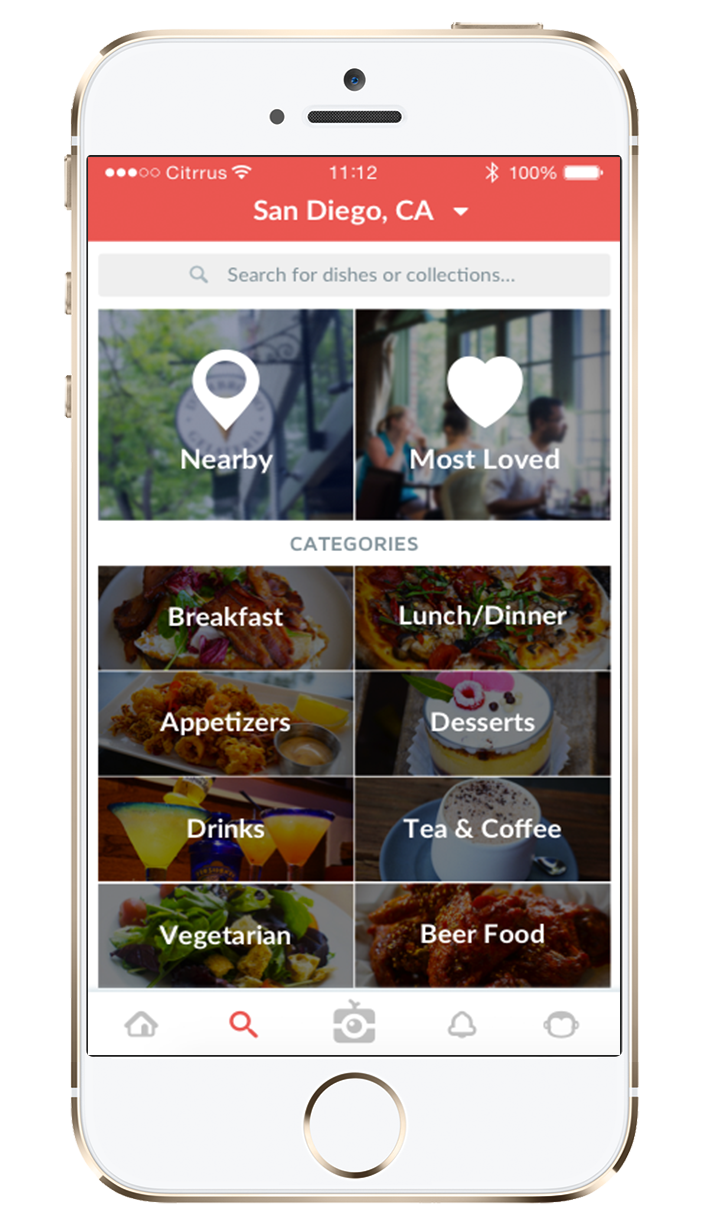 Citrrus 11:12 100%
San Diego, CA
Search for dishes or collections...
Nearby Most Loved
CATEGORIES
Breakfast Lunch/Dinner
Appetizers Desserts
Drinks Tea & Coffee
Vegetarian Beer Food